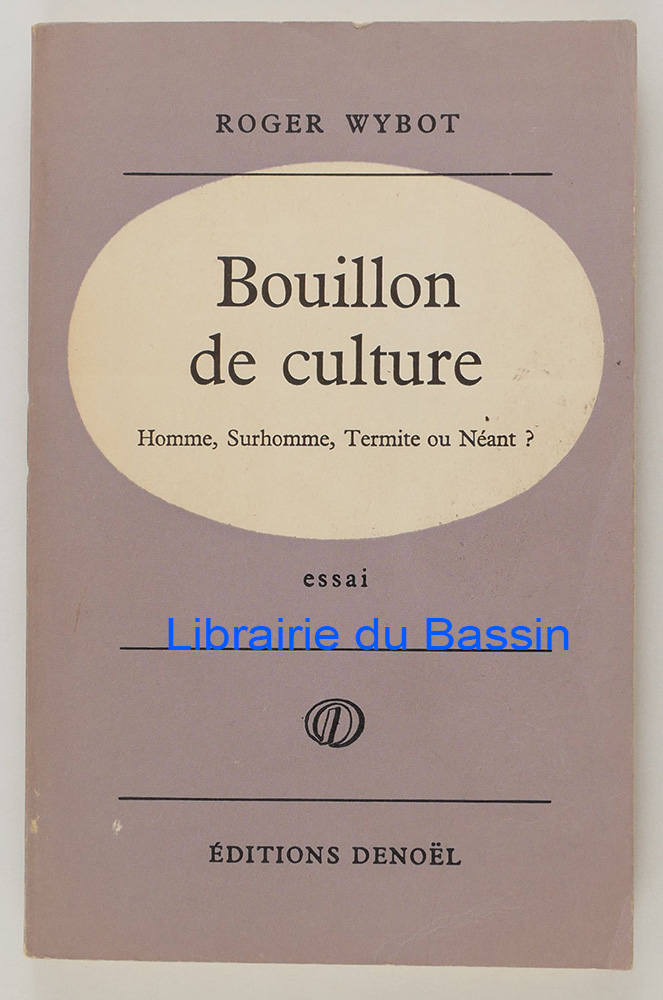 ROGER WYBOT
Bouillon
de culture
Homme, Surhomme, Termite ou Néant ?
essai
Librairie du Bassin
ÉDITIONS DENOËL